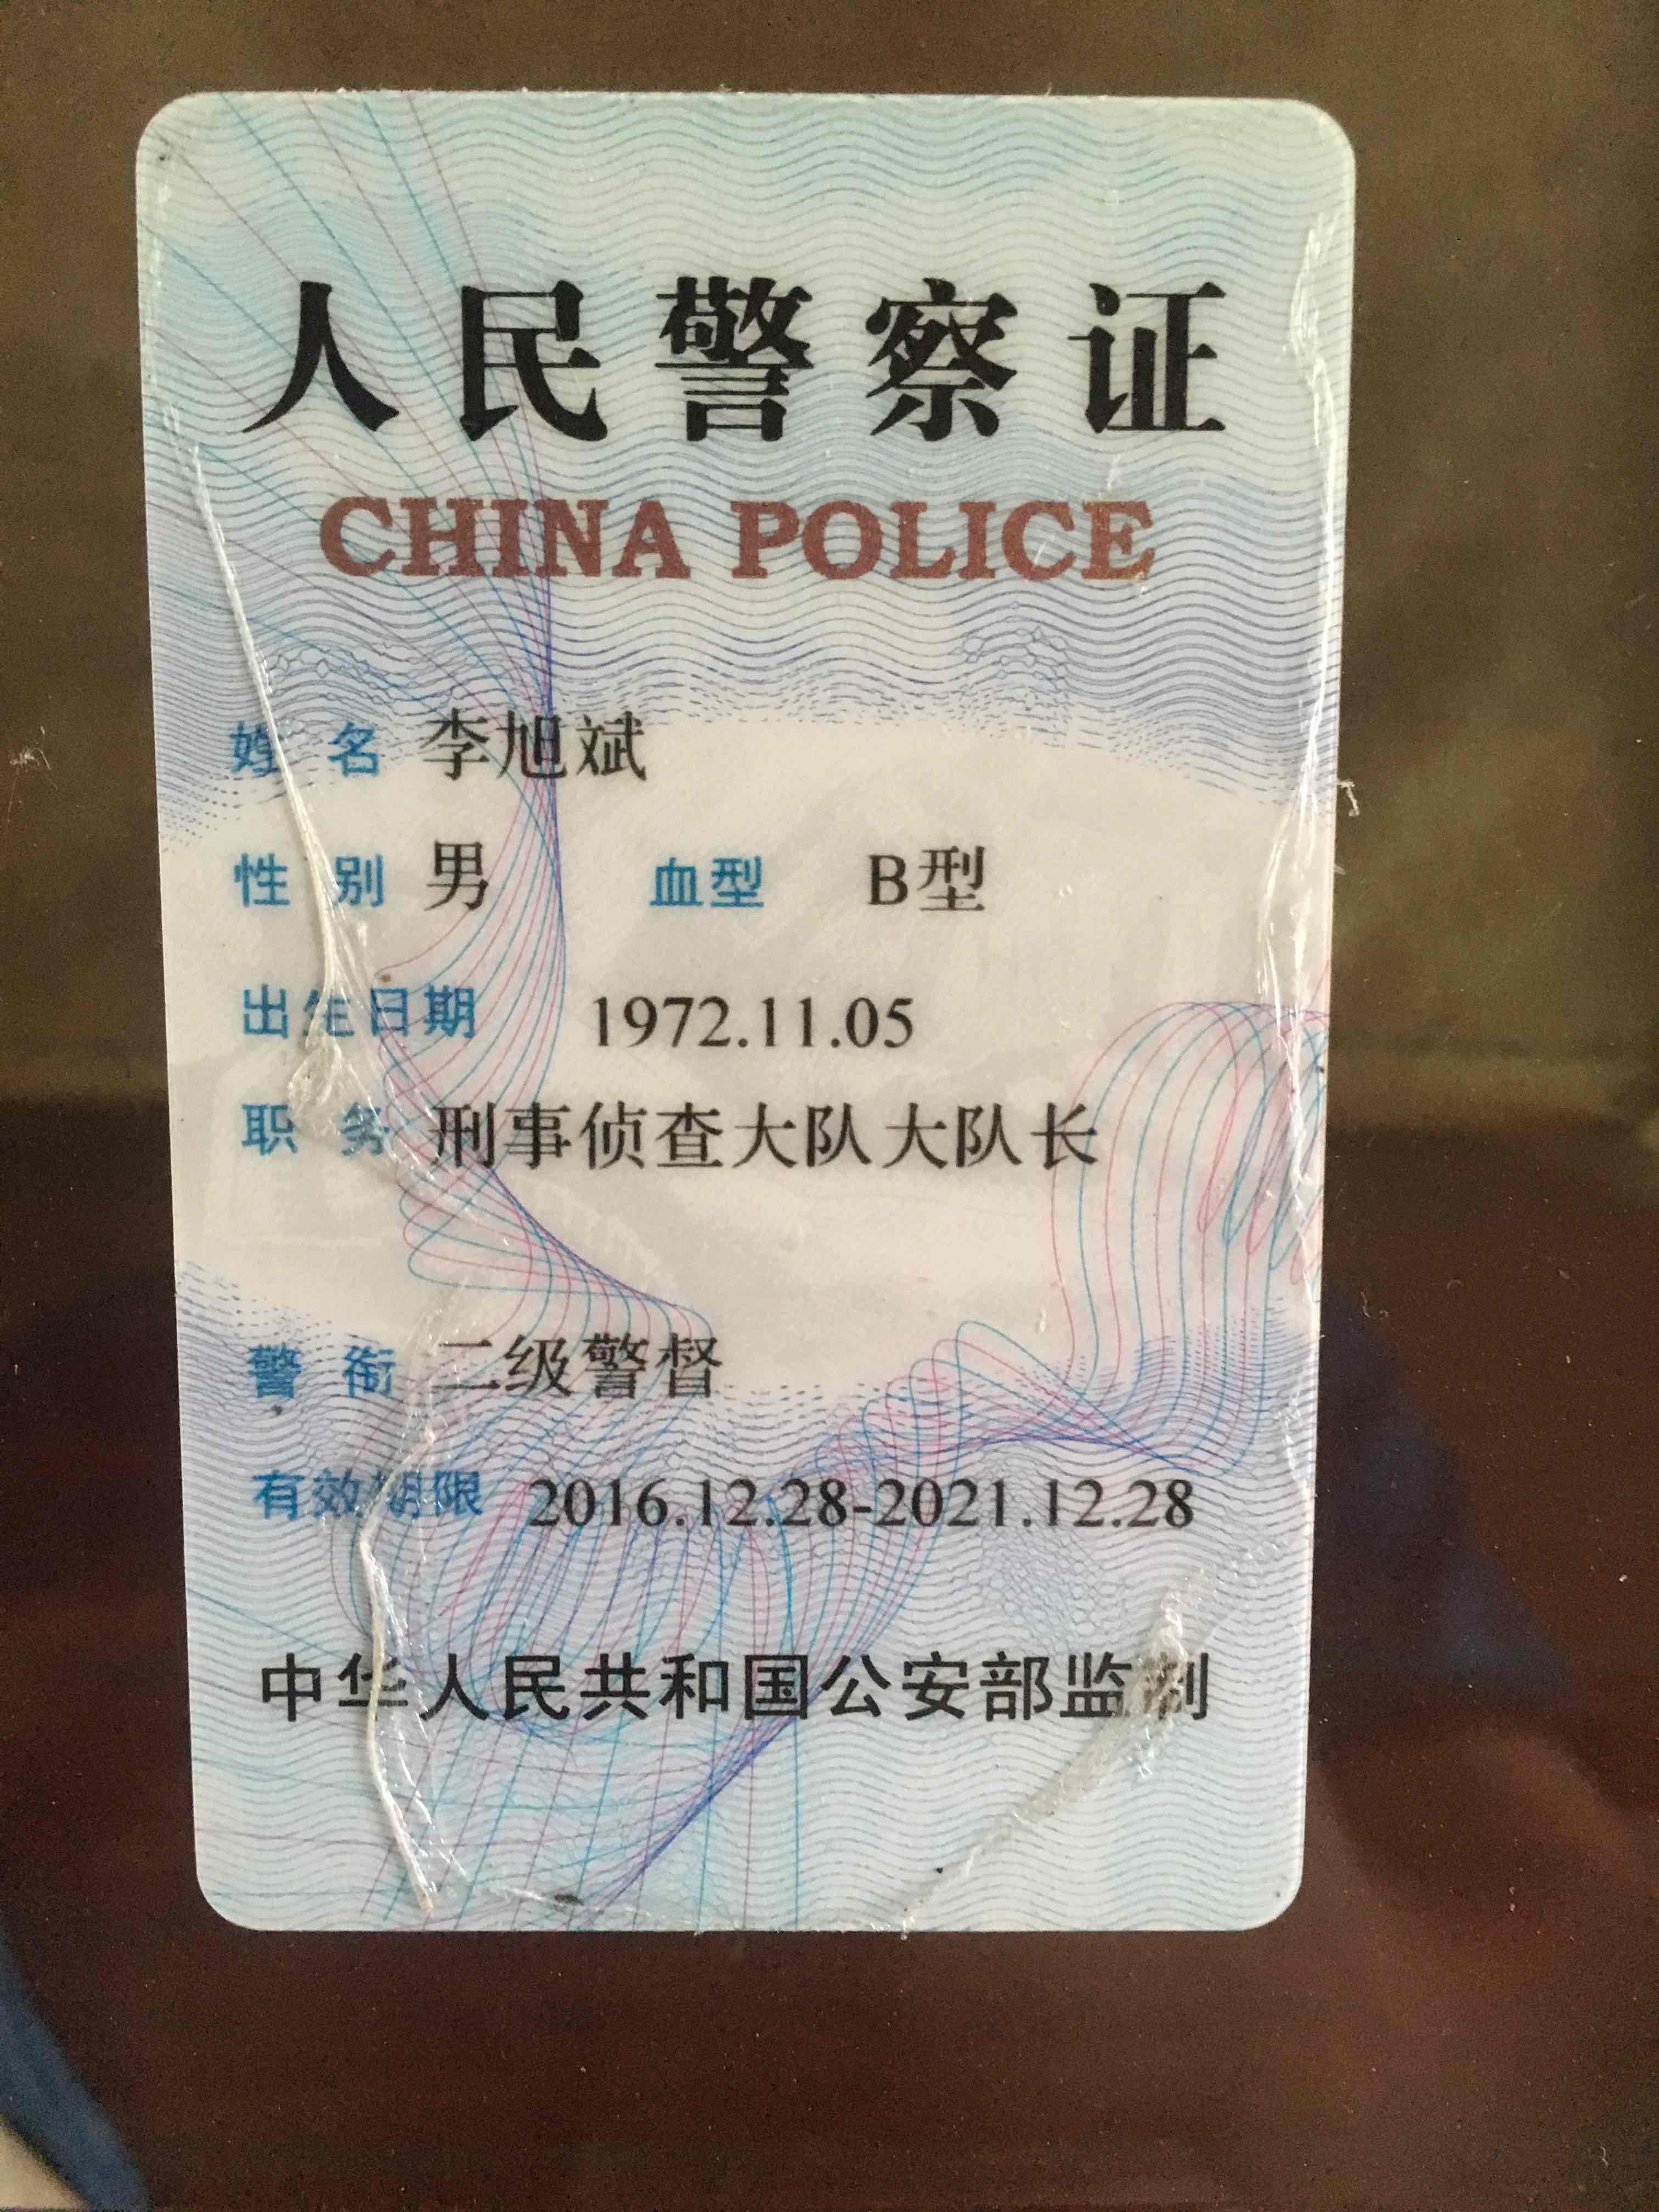 人民警察证
CHINA POLICE
姓 名 李旭斌
性 别 男 血型 B型
出生日期 1972.11.05
职 务 刑事侦查大队大队长
警 衔 二级警督
有效期限 2016.12.28-2021.12.28
中华人民共和国公安部监制